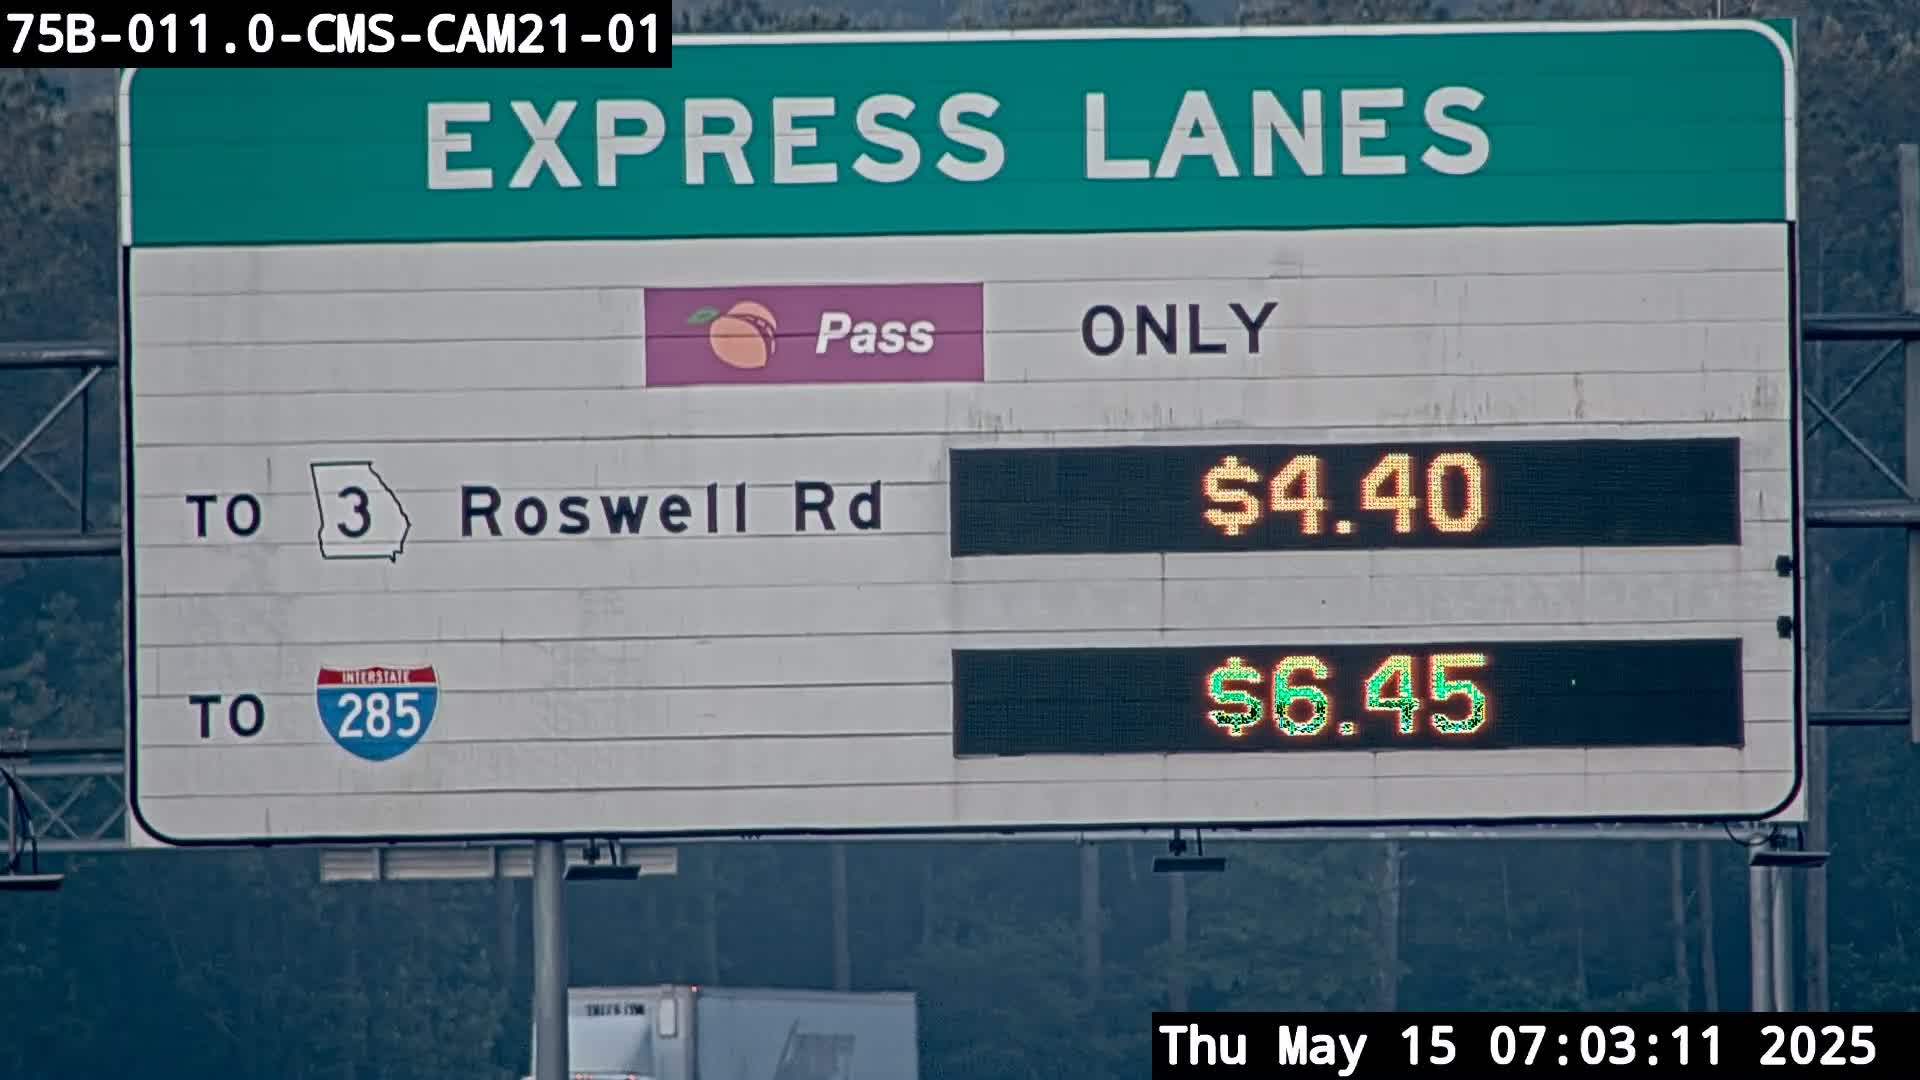 75B-011.0-CMS-CAM21-01
EXPRESS LANES
Pass ONLY
TO 3 Roswell Rd $4.40
TO INTERSTATE 285 $6.45
Thu May 15 07:03:11 2025